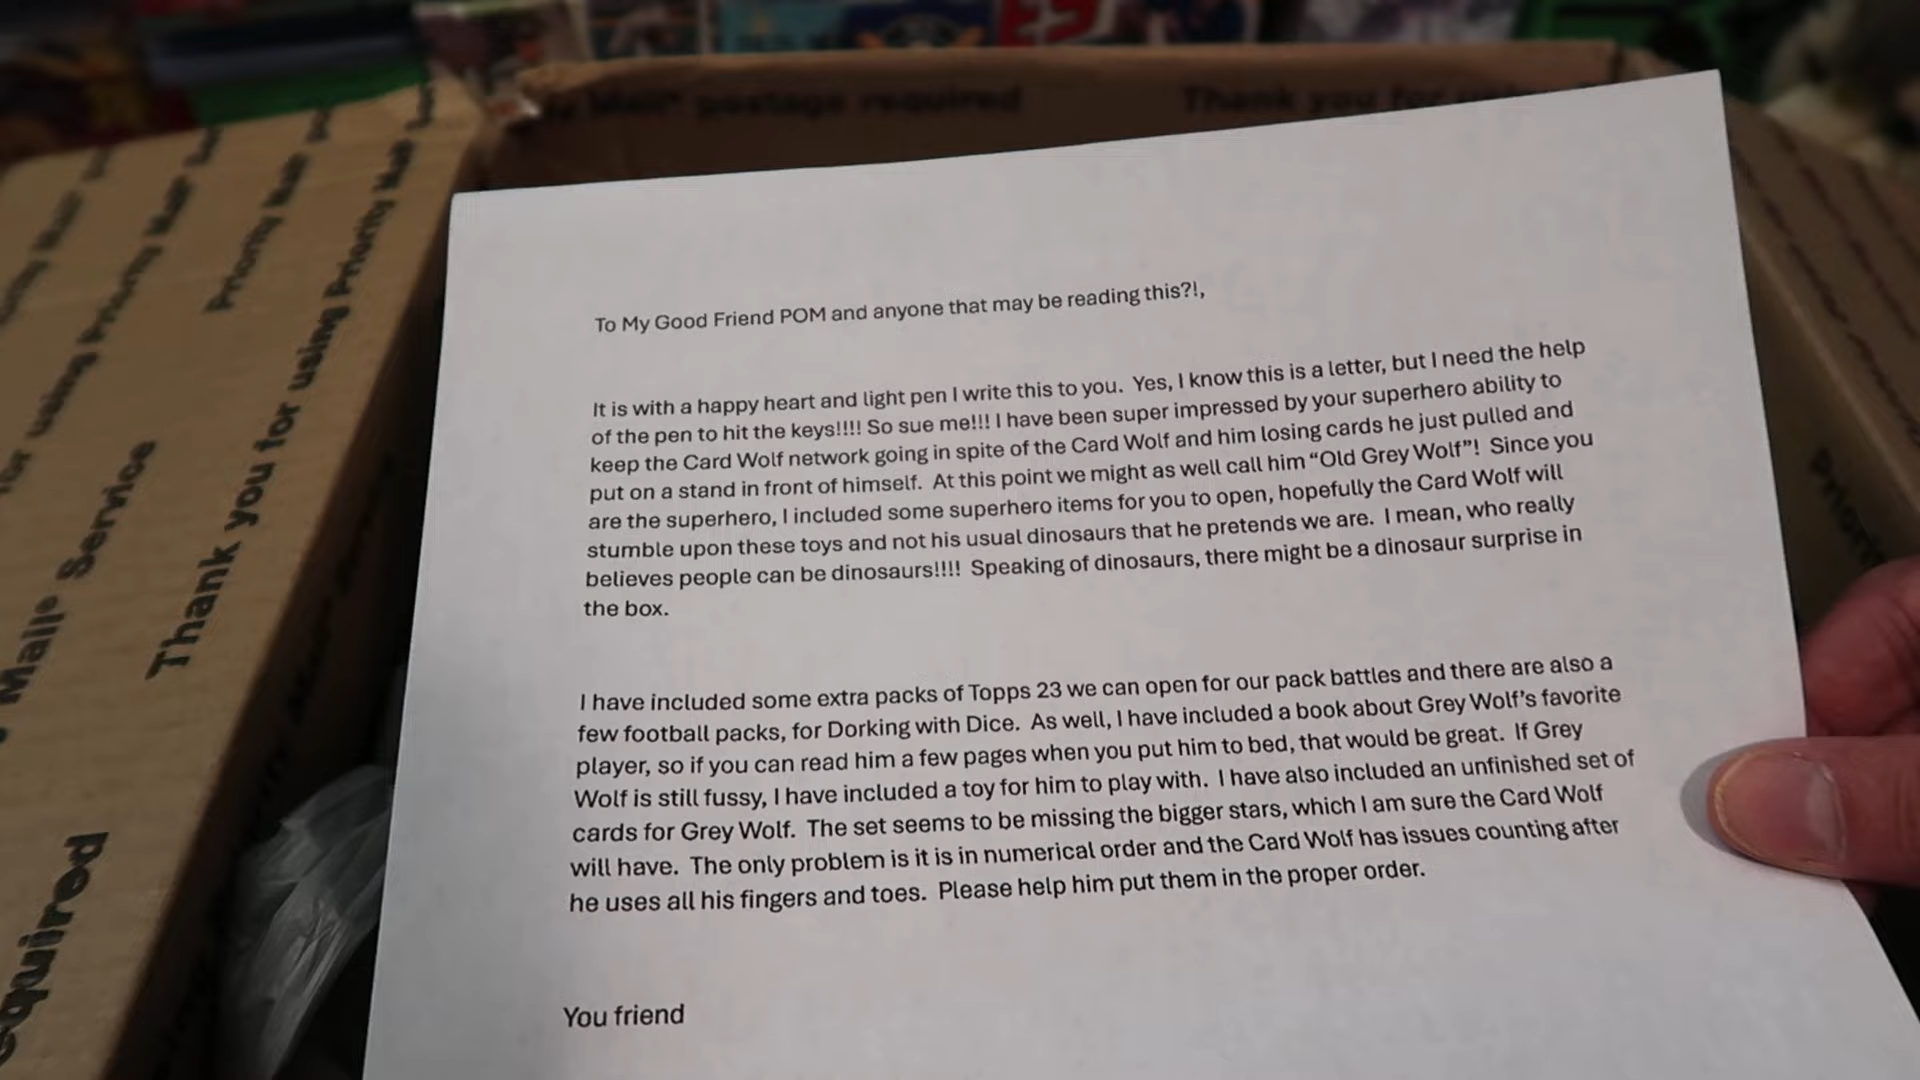 Mail® postage required
Thank you for
Priority Mail
Thank you for using Priority Mail
for using Priority Mail®
Mail® Service
required
To My Good Friend POM and anyone that may be reading this?!,
It is with a happy heart and light pen I write this to you.  Yes, I know this is a letter, but I need the help
of the pen to hit the keys!!!! So sue me!!! I have been super impressed by your superhero ability to
keep the Card Wolf network going in spite of the Card Wolf and him losing cards he just pulled and
put on a stand in front of himself.  At this point we might as well call him “Old Grey Wolf”!  Since you
are the superhero, I included some superhero items for you to open, hopefully the Card Wolf will
stumble upon these toys and not his usual dinosaurs that he pretends we are.  I mean, who really
believes people can be dinosaurs!!!!  Speaking of dinosaurs, there might be a dinosaur surprise in
the box.
I have included some extra packs of Topps 23 we can open for our pack battles and there are also a
few football packs, for Dorking with Dice.  As well, I have included a book about Grey Wolf’s favorite
player, so if you can read him a few pages when you put him to bed, that would be great.  If Grey
Wolf is still fussy, I have included a toy for him to play with.  I have also included an unfinished set of
cards for Grey Wolf.  The set seems to be missing the bigger stars, which I am sure the Card Wolf
will have.  The only problem is it is in numerical order and the Card Wolf has issues counting after
he uses all his fingers and toes.  Please help him put them in the proper order.
You friend